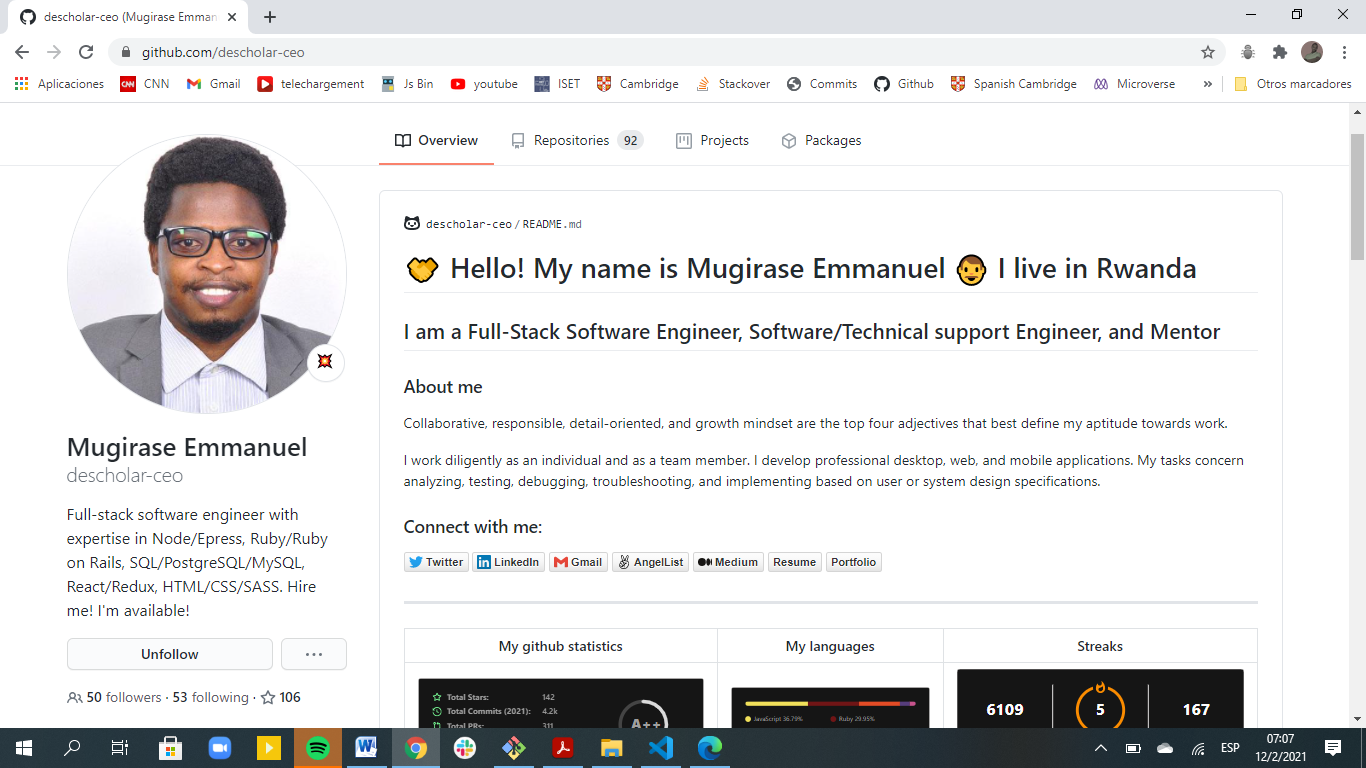 descholar-ceo (Mugirase Emman
github.com/descholar-ceo
Aplicaciones CNN Gmail telechargement Js Bin youtube ISET Cambridge Stackover Commits Github Spanish Cambridge Microverse » Otros marcadores
Overview Repositories 92 Projects Packages
descholar-ceo/README.md
Hello! My name is Mugirase Emmanuel I live in Rwanda
I am a Full-Stack Software Engineer, Software/Technical support Engineer, and Mentor
About me
Collaborative, responsible, detail-oriented, and growth mindset are the top four adjectives that best define my aptitude towards work.
I work diligently as an individual and as a team member. I develop professional desktop, web, and mobile applications. My tasks concern
analyzing, testing, debugging, troubleshooting, and implementing based on user or system design specifications.
Connect with me:
Twitter LinkedIn Gmail AngelList Medium Resume Portfolio
My github statistics My languages Streaks
Total Stars: 142
Total Commits (2021): 4.2k
Total PRs: 311
A++
JavaScript 36.79% Ruby 29.95%
6109 5 167
Mugirase Emmanuel
descholar-ceo
Full-stack software engineer with
expertise in Node/Epress, Ruby/Ruby
on Rails, SQL/PostgreSQL/MySQL,
React/Redux, HTML/CSS/SASS. Hire
me! I'm available!
Unfollow ...
50 followers · 53 following · 106
ESP
07:07
12/2/2021